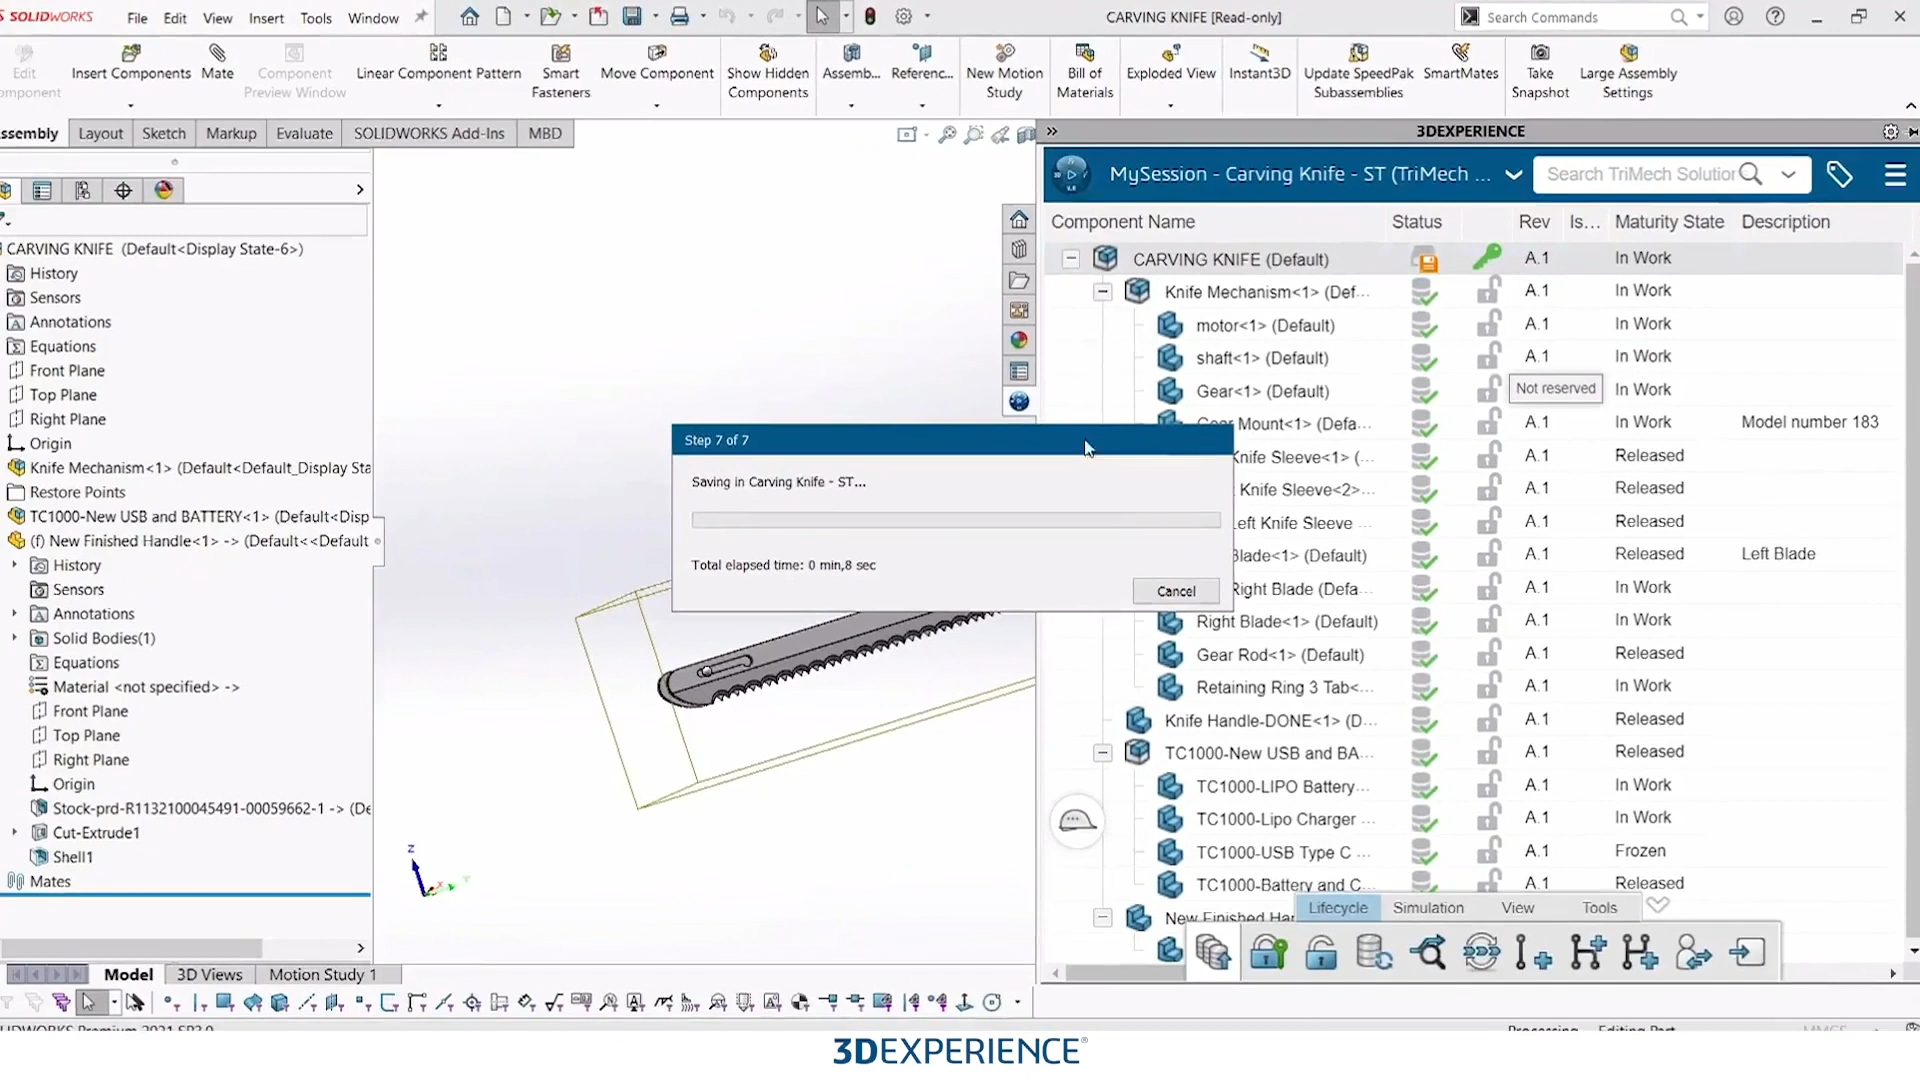 SOLIDWORKS File Edit View Insert Tools Window CARVING KNIFE [Read-only] Search Commands
Edit Component
Insert Components
Mate
Component Preview Window
Linear Component Pattern
Smart Fasteners
Move Component
Show Hidden Components
Assemb...
Referenc...
New Motion Study
Bill of Materials
Exploded View
Instant3D
Update SpeedPak Subassemblies
SmartMates
Take Snapshot
Large Assembly Settings
Assembly Layout Sketch Markup Evaluate SOLIDWORKS Add-Ins MBD
CARVING KNIFE (Default<Display State-6>)
History
Sensors
Annotations
Equations
Front Plane
Top Plane
Right Plane
Origin
Knife Mechanism<1> (Default<Default_Display Sta
Restore Points
TC1000-New USB and BATTERY<1> (Default<Disp
(f) New Finished Handle<1> -> (Default<<Default
History
Sensors
Annotations
Solid Bodies(1)
Equations
Material <not specified> ->
Front Plane
Top Plane
Right Plane
Origin
Stock-prd-R1132100045491-00059662-1 -> (De
Cut-Extrude1
Shell1
Mates
Model 3D Views Motion Study 1
Z
Step 7 of 7
Saving in Carving Knife - ST...
Total elapsed time: 0 min,8 sec
Cancel
3DEXPERIENCE
MySession - Carving Knife - ST (TriMech ... Search TriMech Solution
Component Name Status Rev Is... Maturity State Description
CARVING KNIFE (Default) A.1 In Work
Knife Mechanism<1> (Def... A.1 In Work
motor<1> (Default) A.1 In Work
shaft<1> (Default) A.1 In Work
Gear<1> (Default) Not reserved In Work
Gear Mount<1> (Defa... A.1 In Work Model number 183
Knife Sleeve<1> (... A.1 Released
Knife Sleeve<2>... A.1 Released
Left Knife Sleeve ... A.1 Released
Blade<1> (Default) A.1 Released Left Blade
Right Blade (Defa... A.1 Released
Right Blade<1> (Default) A.1 Released
Gear Rod<1> (Default) A.1 Released
Retaining Ring 3 Tab<... A.1 In Work
Knife Handle-DONE<1> (D... A.1 Released
TC1000-New USB and BA... A.1 Released
TC1000-LIPO Battery... A.1 In Work
TC1000-Lipo Charger ... A.1 In Work
TC1000-USB Type C ... A.1 Frozen
TC1000-Battery and C... A.1 Released
New Finished Ha
Lifecycle Simulation View Tools
SOLIDWORKS Premium 2021 SP3.0 Processing Editing Part MMGS
3DEXPERIENCE®